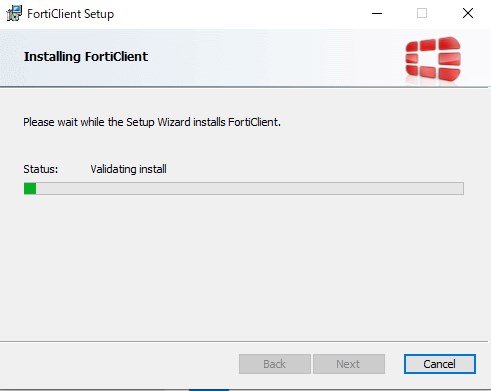 FortiClient Setup
Installing FortiClient
Please wait while the Setup Wizard installs FortiClient.
Status: Validating install
Back Next Cancel